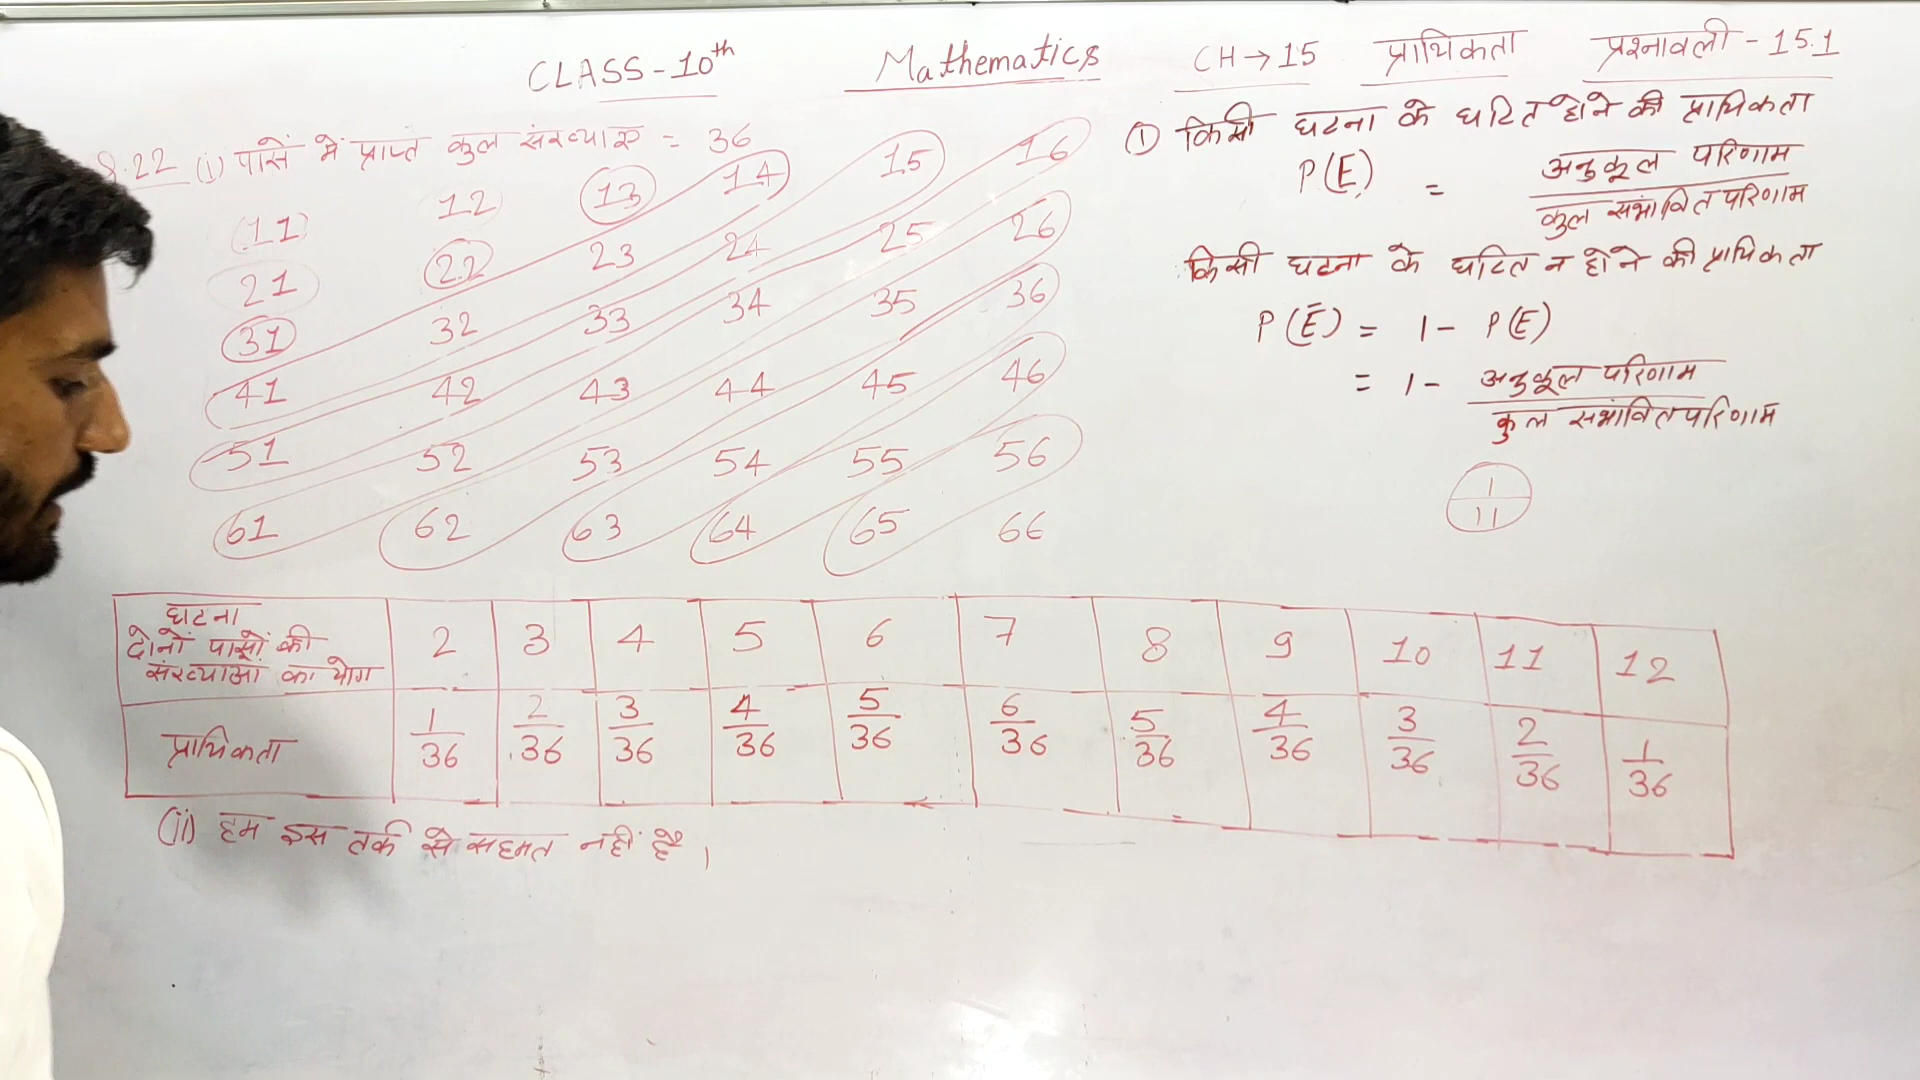 CLASS-10th Mathematics CH→15 प्रायिकता प्रश्नावली-15.1
8.22 (i) पासे में प्राप्त कुल संख्याए = 36
11 12 13 14 15 16
21 22 23 24 25 26
31 32 33 34 35 36
41 42 43 44 45 46
51 52 53 54 55 56
61 62 63 64 65 66
① किसी घटना के घटित होने की प्रायिकता
P(E) = अनुकूल परिणाम
कुल सभांवित परिणाम
किसी घटना के घटित न होने की प्रायिकता
P(Ē) = 1 - P(E)
= 1 - अनुकूल परिणाम
कुल सभांवित परिणाम
1
11
घटना
दोनों पासों की
संख्याओं का योग
2 3 4 5 6 7 8 9 10 11 12
प्रायिकता 1/36 2/36 3/36 4/36 5/36 6/36 5/36 4/36 3/36 2/36 1/36
(ii) हम इस तर्क से सहमत नहीं है।